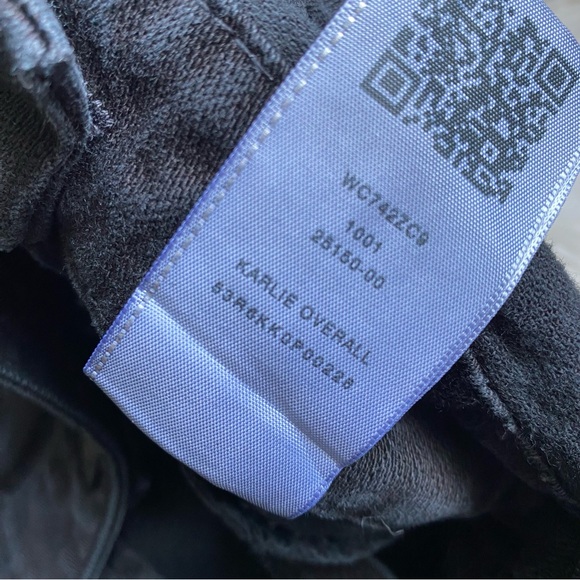 WC742ZC9
1001
25150-00
KARLIE OVERALL
53R6KK0P00228